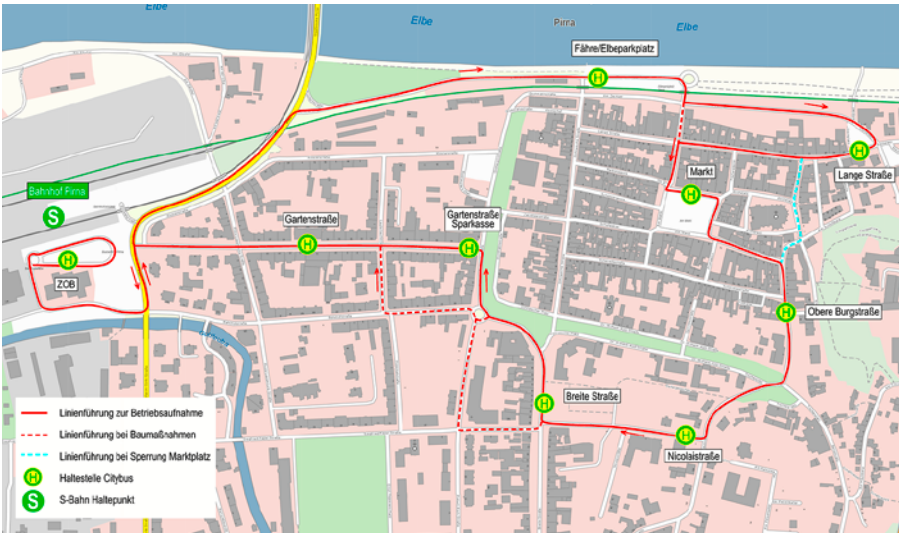 Elbe
Elbe
Pirna
Elbe
Fähre/Elbeparkplatz
H
H
Lange Straße
Markt
H
Bahnhof Pirna
S
Gartenstraße
H
Gartenstraße
Sparkasse
H
H
ZOB
H
Obere Burgstraße
Gottleuba
H
Breite Straße
H
Nicolaistraße
Linienführung zur Betriebsaufnahme
Linienführung bei Baumaßnahmen
Linienführung bei Sperrung Marktplatz
H
Haltestelle Citybus
S
S-Bahn Haltepunkt